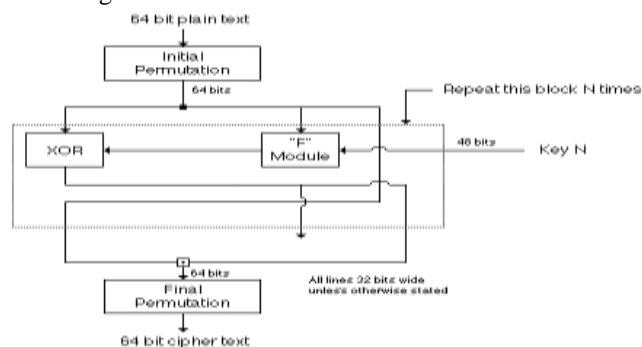 64 bit plain text
Initial
Permutation
64 bits
Repeat this block N times
XOR
"F"
Module
48 bits
Key N
64 bits
All lines 32 bits wide
unless otherwise stated
Final
Permutation
64 bit cipher text